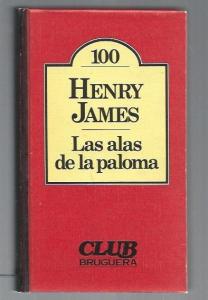 100
HENRY
JAMES
Las alas
de la paloma
CLUB
BRUGUERA